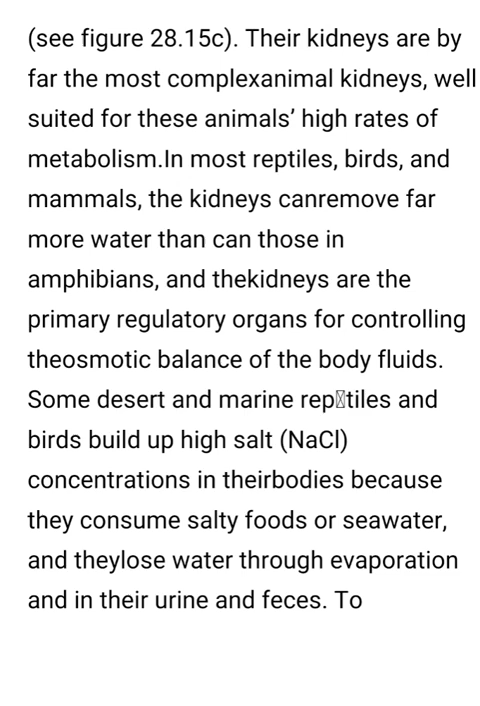 (see figure 28.15c). Their kidneys are by
far the most complexanimal kidneys, well
suited for these animals’ high rates of
metabolism.In most reptiles, birds, and
mammals, the kidneys canremove far
more water than can those in
amphibians, and thekidneys are the
primary regulatory organs for controlling
theosmotic balance of the body fluids.
Some desert and marine rep▯tiles and
birds build up high salt (NaCl)
concentrations in theirbodies because
they consume salty foods or seawater,
and theylose water through evaporation
and in their urine and feces. To